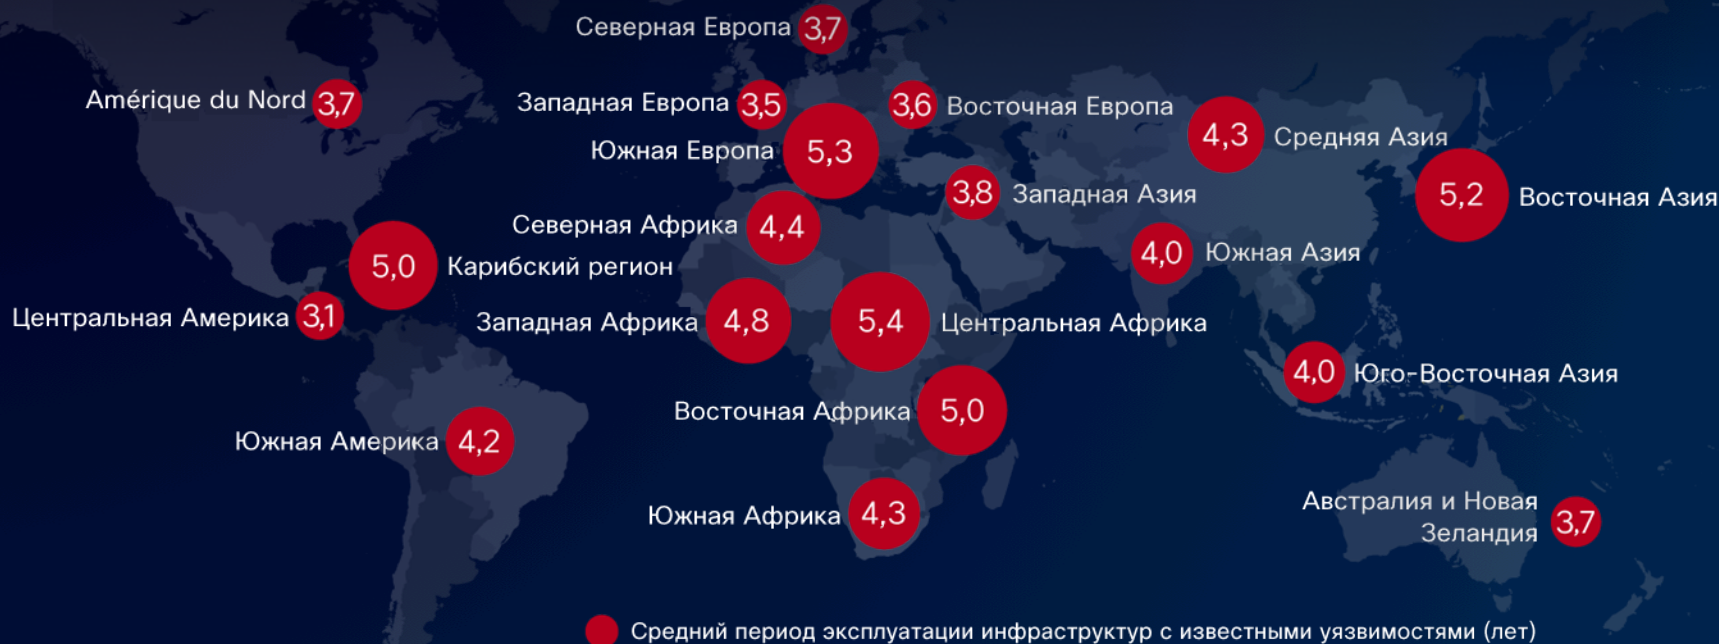 Северная Европа 3,7
Amérique du Nord 3,7
Западная Европа 3,5
3,6 Восточная Европа
4,3 Средняя Азия
Южная Европа 5,3
3,8 Западная Азия
5,2 Восточная Азия
Северная Африка 4,4
4,0 Южная Азия
5,0 Карибский регион
Центральная Америка 3,1
Западная Африка 4,8
5,4 Центральная Африка
4,0 Юго-Восточная Азия
Восточная Африка 5,0
Южная Америка 4,2
Южная Африка 4,3
Австралия и Новая
Зеландия 3,7
Средний период эксплуатации инфраструктур с известными уязвимостями (лет)